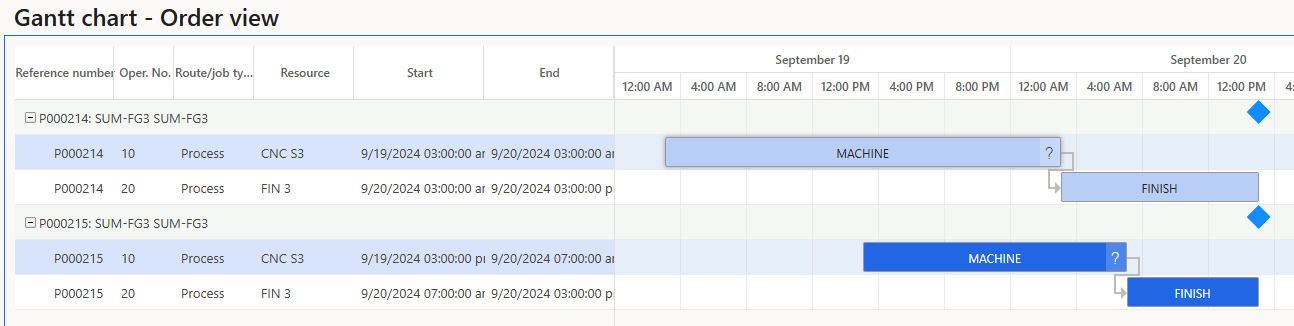 Gantt chart - Order view
September 19 September 20
Reference number Oper. No. Route/job ty... Resource Start End
12:00 AM 4:00 AM 8:00 AM 12:00 PM 4:00 PM 8:00 PM 12:00 AM 4:00 AM 8:00 AM 12:00 PM 4:
P000214: SUM-FG3 SUM-FG3
P000214 10 Process CNC S3 9/19/2024 03:00:00 ar 9/20/2024 03:00:00 ar MACHINE ?
P000214 20 Process FIN 3 9/20/2024 03:00:00 ar 9/20/2024 03:00:00 p FINISH
P000215: SUM-FG3 SUM-FG3
P000215 10 Process CNC S3 9/19/2024 03:00:00 p 9/20/2024 07:00:00 ar MACHINE ?
P000215 20 Process FIN 3 9/20/2024 07:00:00 ar 9/20/2024 03:00:00 p FINISH